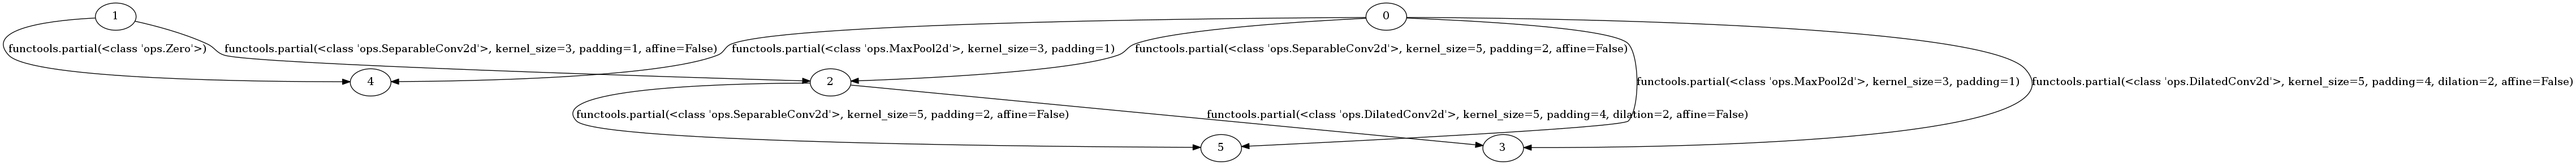 1
0
functools.partial(<class 'ops.Zero'>)
functools.partial(<class 'ops.SeparableConv2d'>, kernel_size=3, padding=1, affine=False)
functools.partial(<class 'ops.MaxPool2d'>, kernel_size=3, padding=1)
functools.partial(<class 'ops.SeparableConv2d'>, kernel_size=5, padding=2, affine=False)
4
2
functools.partial(<class 'ops.MaxPool2d'>, kernel_size=3, padding=1)
functools.partial(<class 'ops.DilatedConv2d'>, kernel_size=5, padding=4, dilation=2, affine=False)
functools.partial(<class 'ops.SeparableConv2d'>, kernel_size=5, padding=2, affine=False)
functools.partial(<class 'ops.DilatedConv2d'>, kernel_size=5, padding=4, dilation=2, affine=False)
5
3